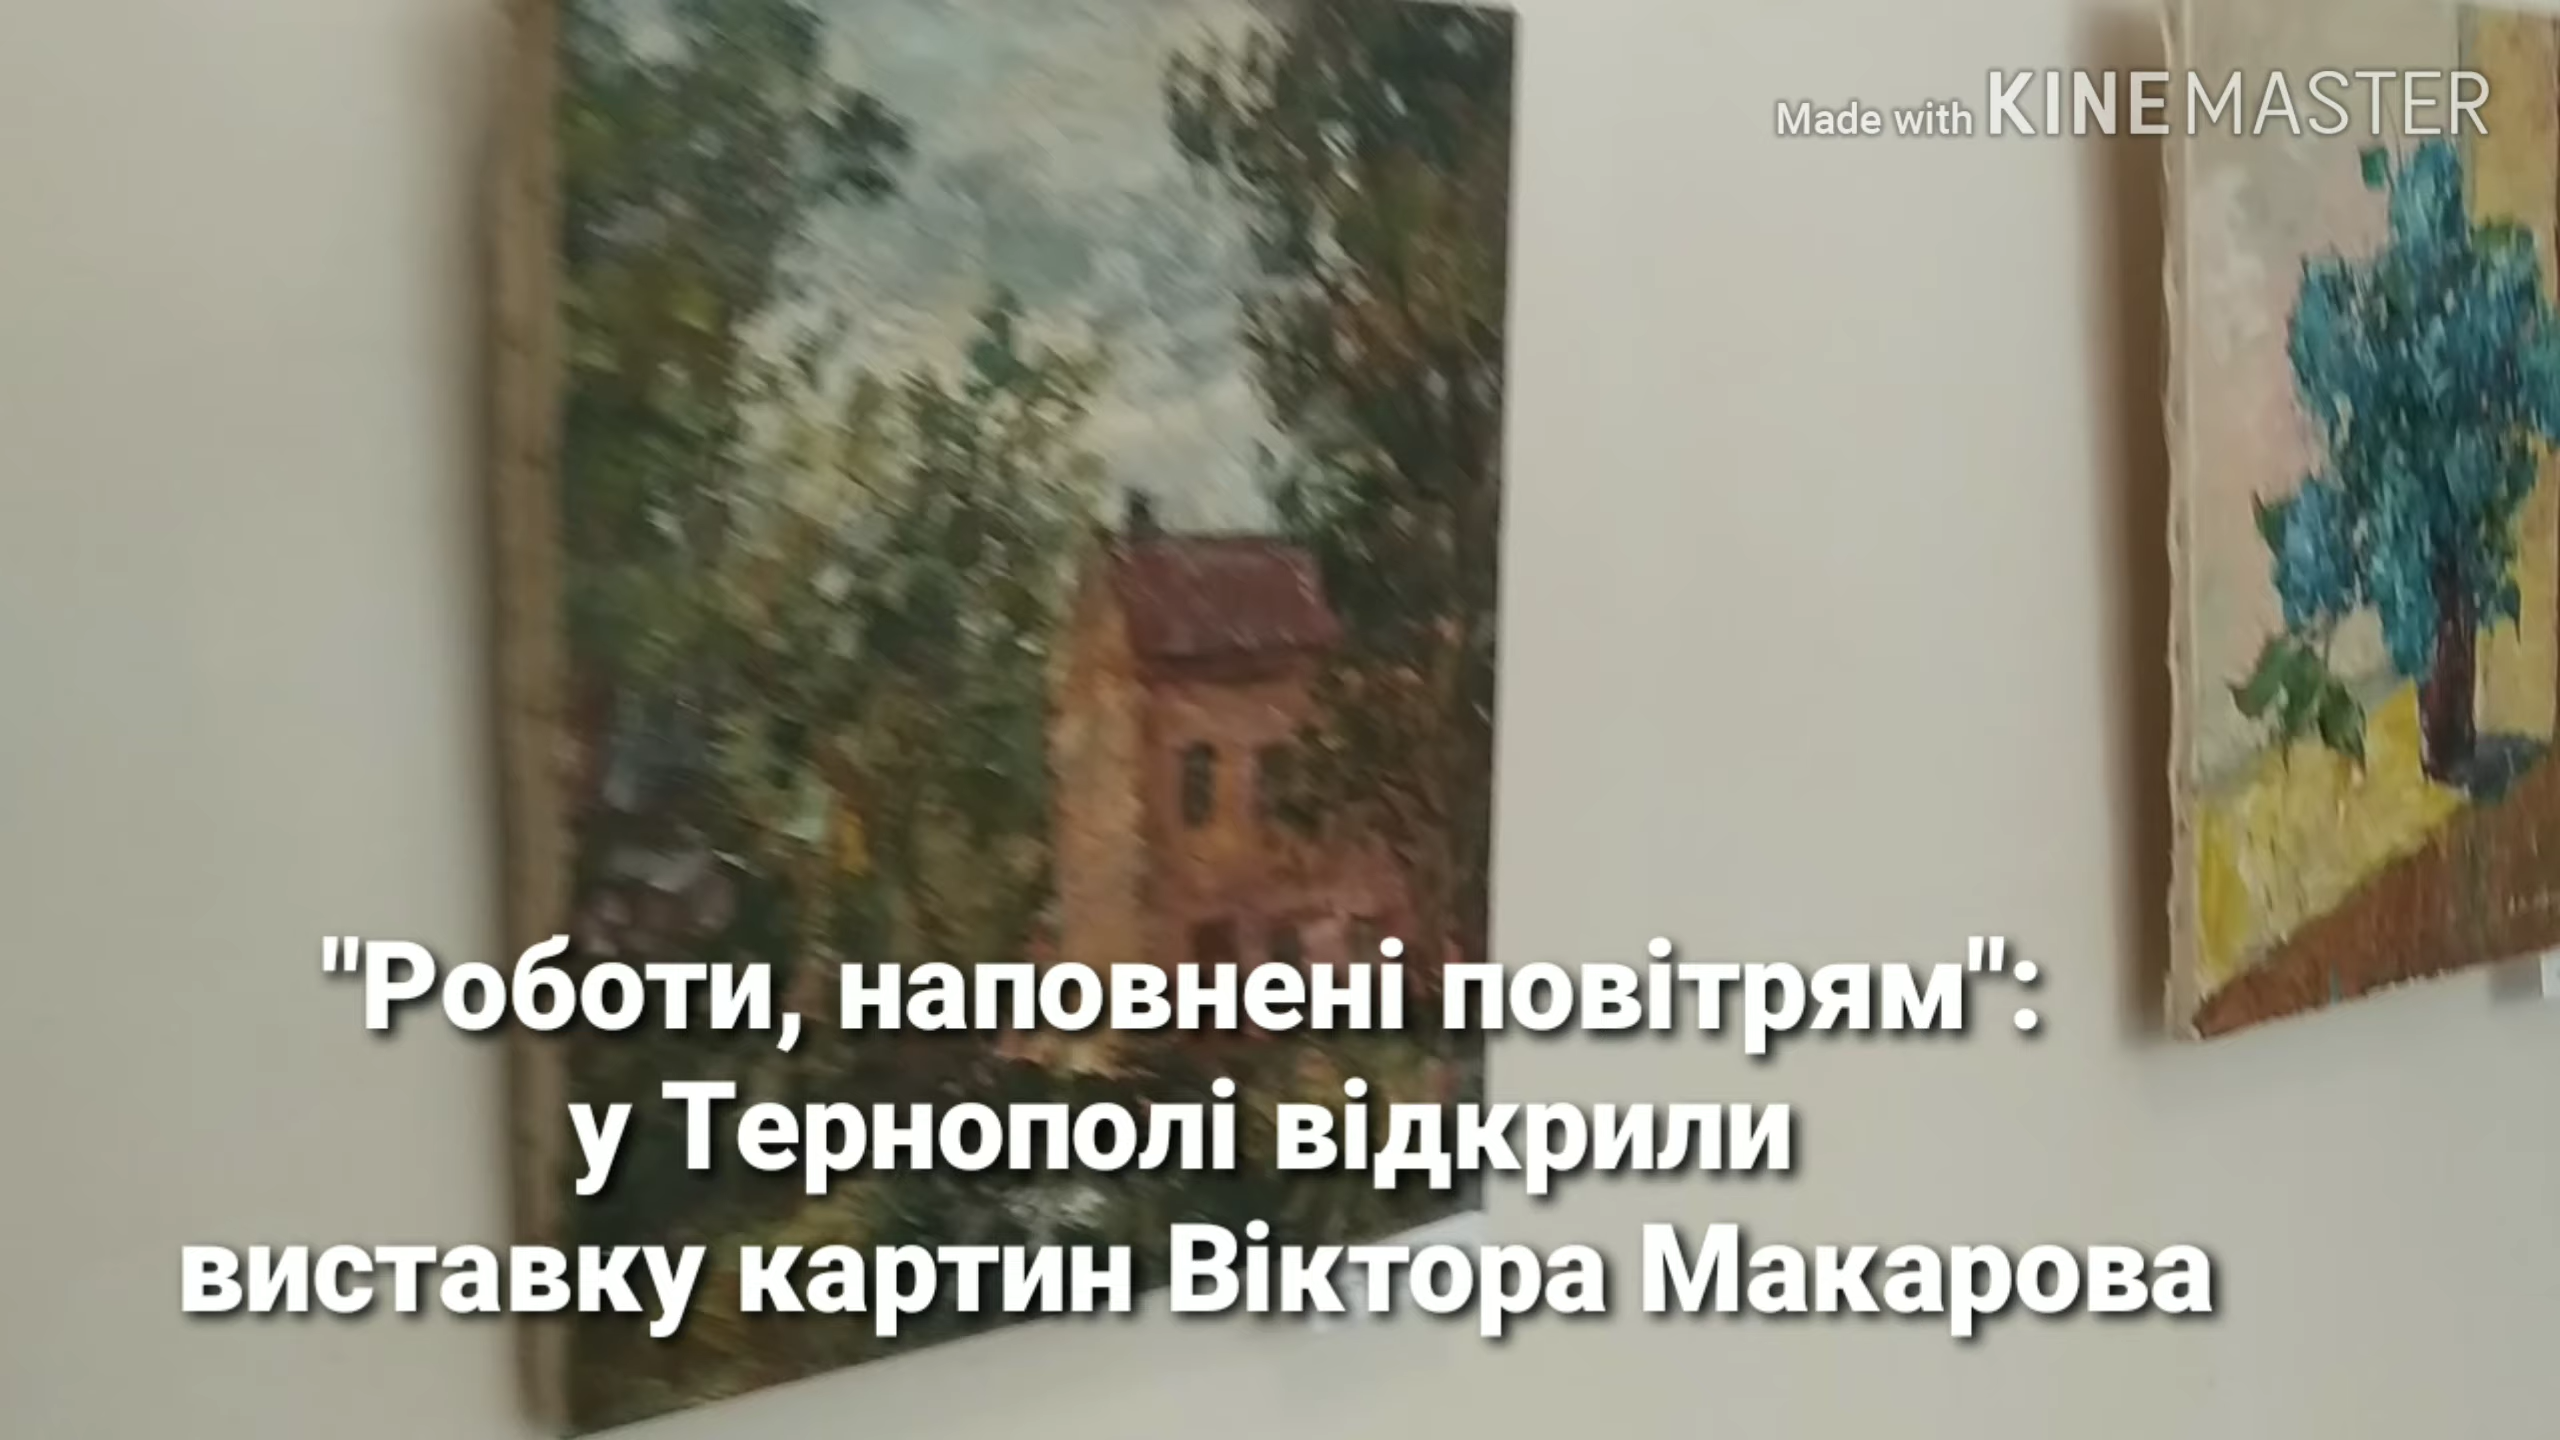 Made with KINEMASTER
"Роботи, наповнені повітрям":
у Тернополі відкрили
виставку картин Віктора Макарова